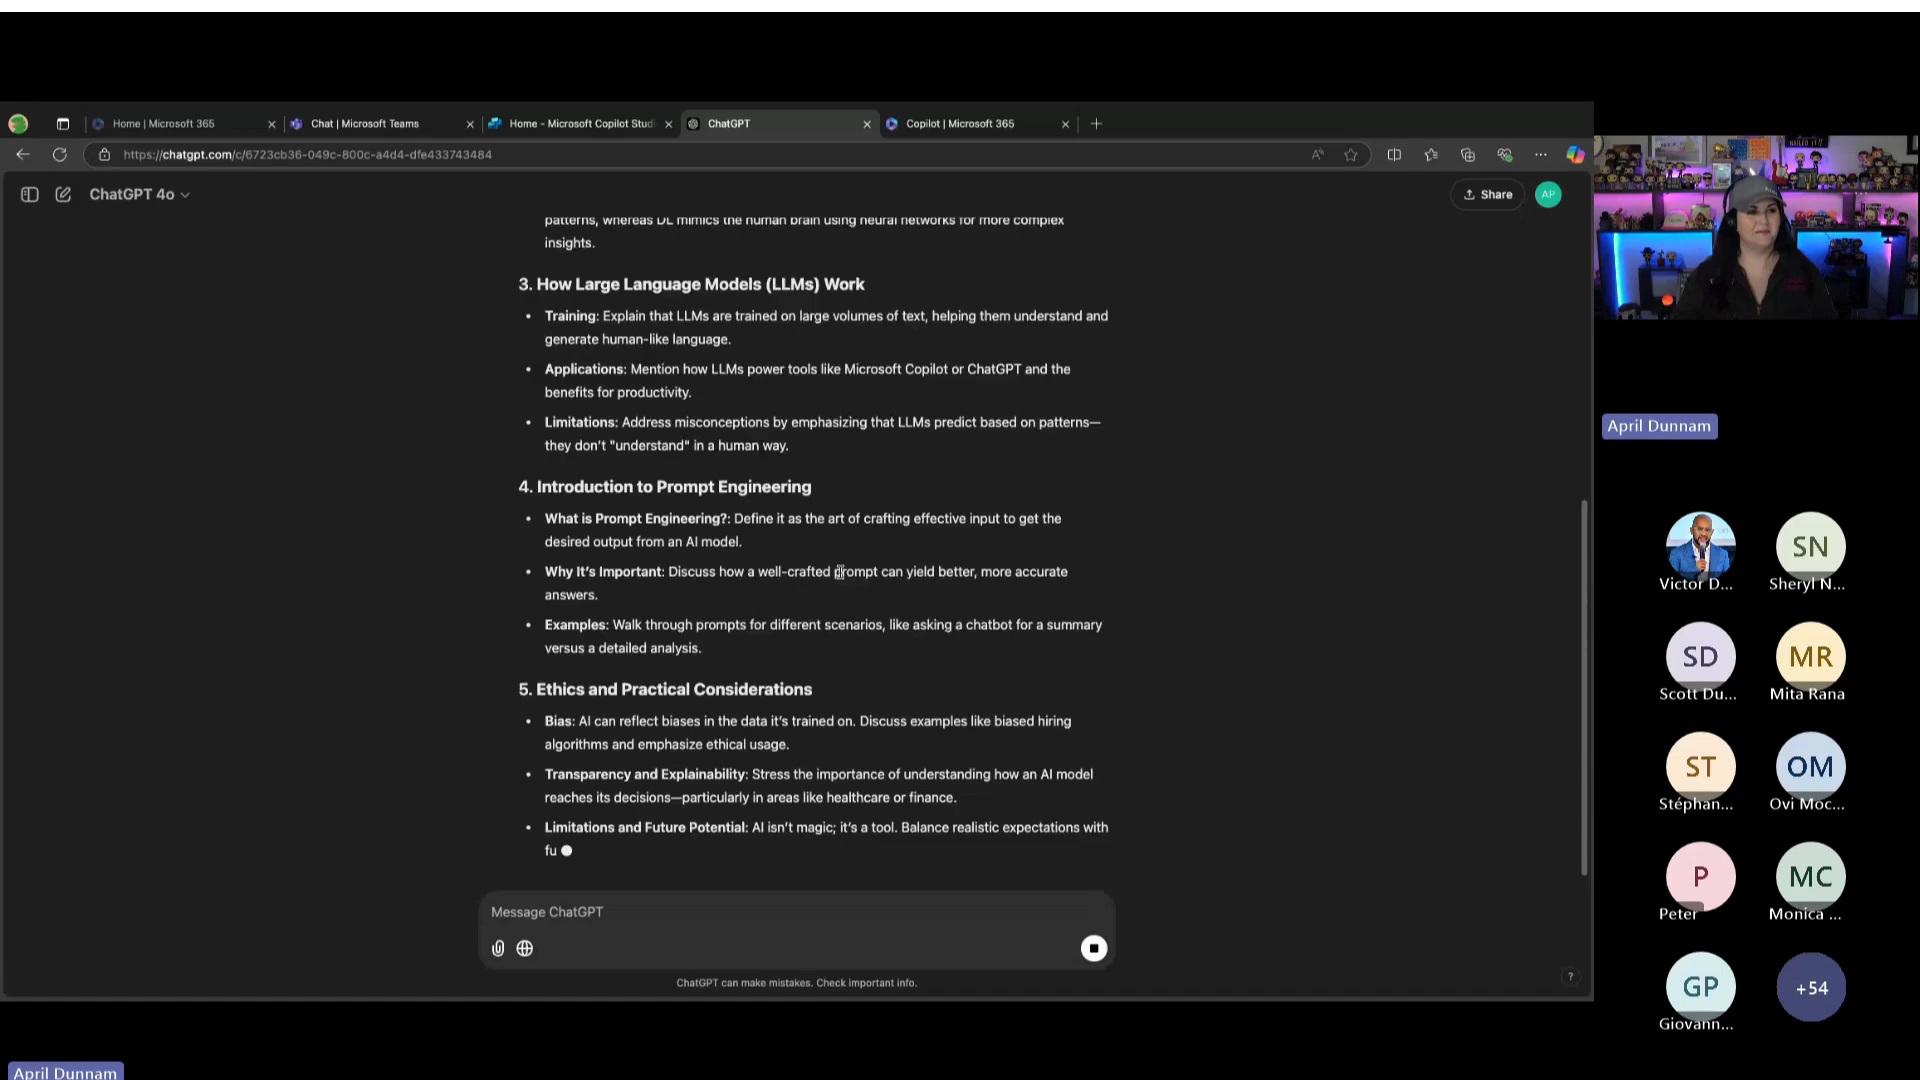 Home | Microsoft 365
Chat | Microsoft Teams
Home - Microsoft Copilot Studi
ChatGPT
Copilot | Microsoft 365
https://chatgpt.com/c/6723cb36-049c-800c-a4d4-dfe433743484
ChatGPT 4o
Share
AP
patterns, whereas DL mimics the human brain using neural networks for more complex
insights.
3. How Large Language Models (LLMs) Work
• Training: Explain that LLMs are trained on large volumes of text, helping them understand and
generate human-like language.
• Applications: Mention how LLMs power tools like Microsoft Copilot or ChatGPT and the
benefits for productivity.
• Limitations: Address misconceptions by emphasizing that LLMs predict based on patterns—
they don't "understand" in a human way.
4. Introduction to Prompt Engineering
• What is Prompt Engineering?: Define it as the art of crafting effective input to get the
desired output from an AI model.
• Why It's Important: Discuss how a well-crafted prompt can yield better, more accurate
answers.
• Examples: Walk through prompts for different scenarios, like asking a chatbot for a summary
versus a detailed analysis.
5. Ethics and Practical Considerations
• Bias: AI can reflect biases in the data it's trained on. Discuss examples like biased hiring
algorithms and emphasize ethical usage.
• Transparency and Explainability: Stress the importance of understanding how an AI model
reaches its decisions—particularly in areas like healthcare or finance.
• Limitations and Future Potential: AI isn't magic; it's a tool. Balance realistic expectations with
fu
Message ChatGPT
ChatGPT can make mistakes. Check important info.
?
April Dunnam
SN
Victor D...
Sheryl N...
SD
MR
Scott Du...
Mita Rana
ST
OM
Stéphan...
Ovi Moc...
P
MC
Peter
Monica ...
GP
+54
Giovann...
April Dunnam